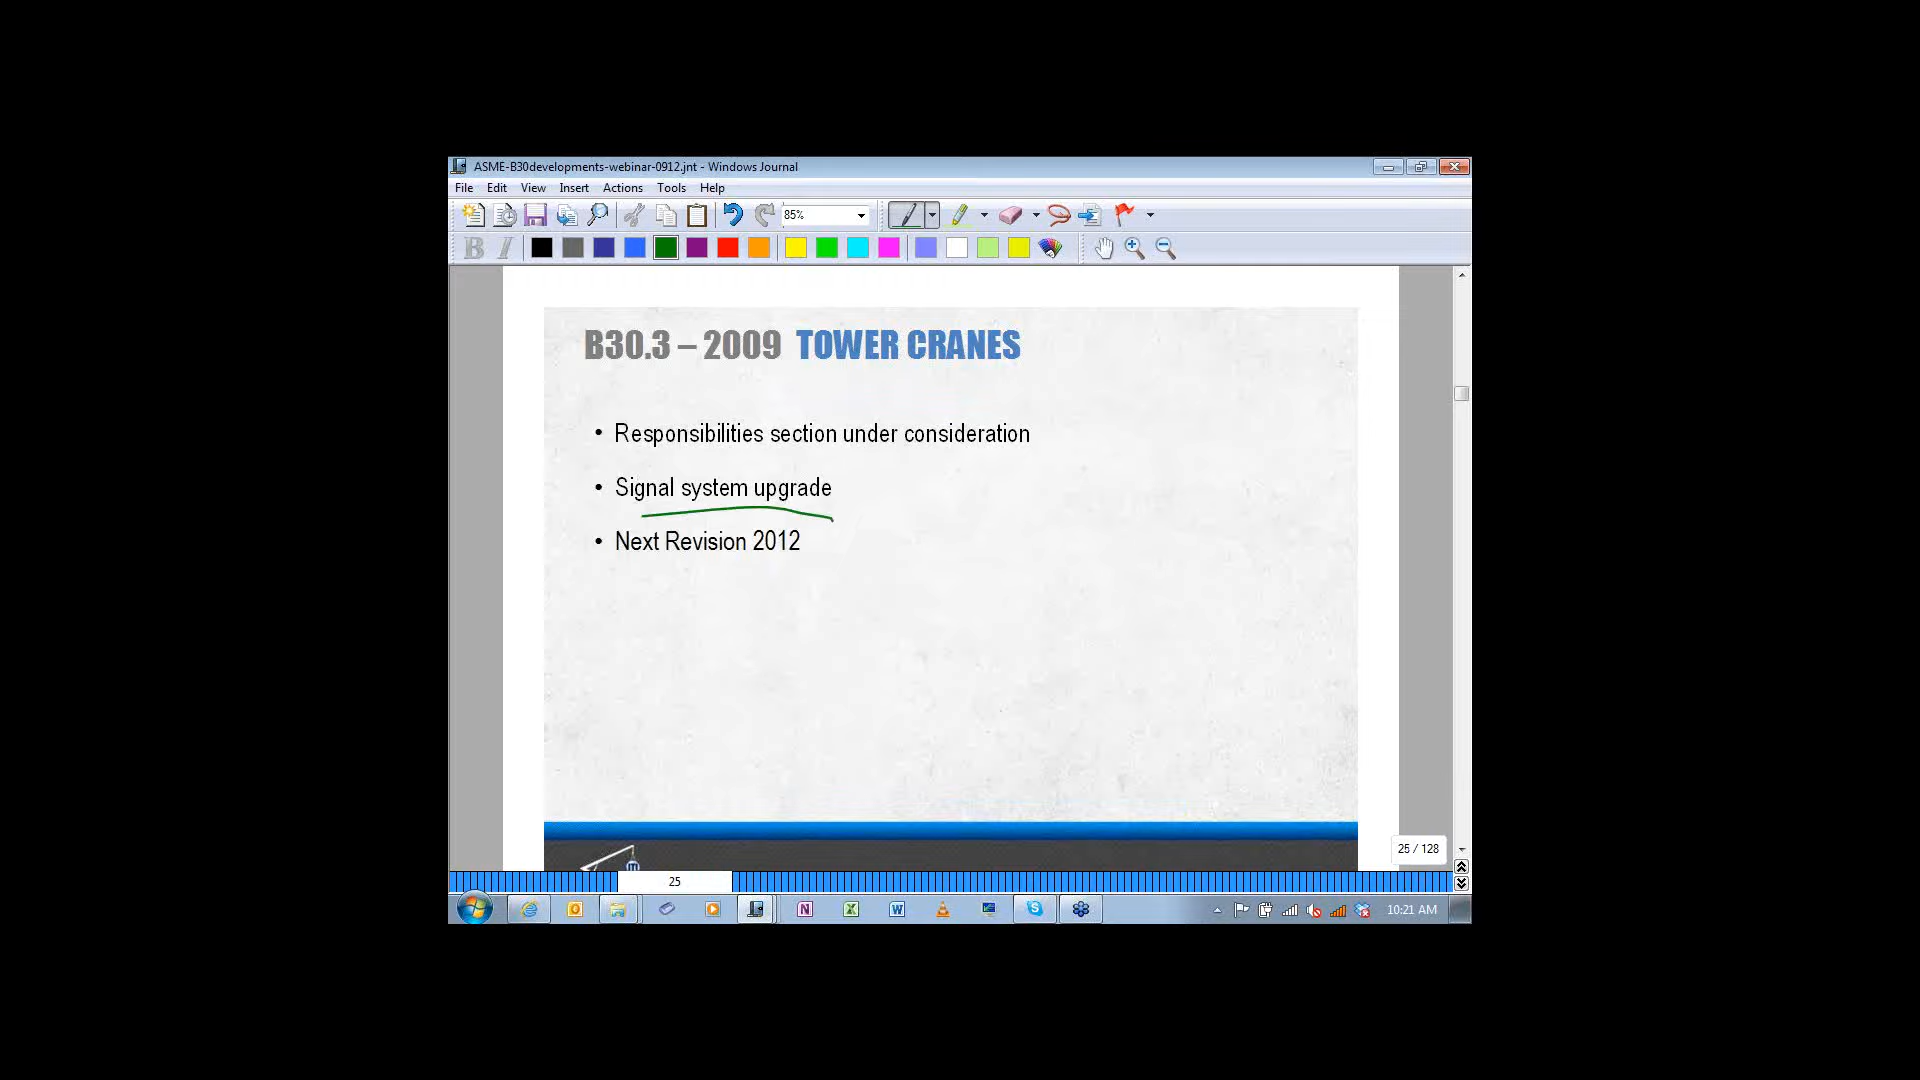 ASME-B30developments-webinar-0912.jnt - Windows Journal
File Edit View Insert Actions Tools Help
85%
B I
B30.3 – 2009 TOWER CRANES
• Responsibilities section under consideration
• Signal system upgrade
• Next Revision 2012
25 / 128
25
10:21 AM